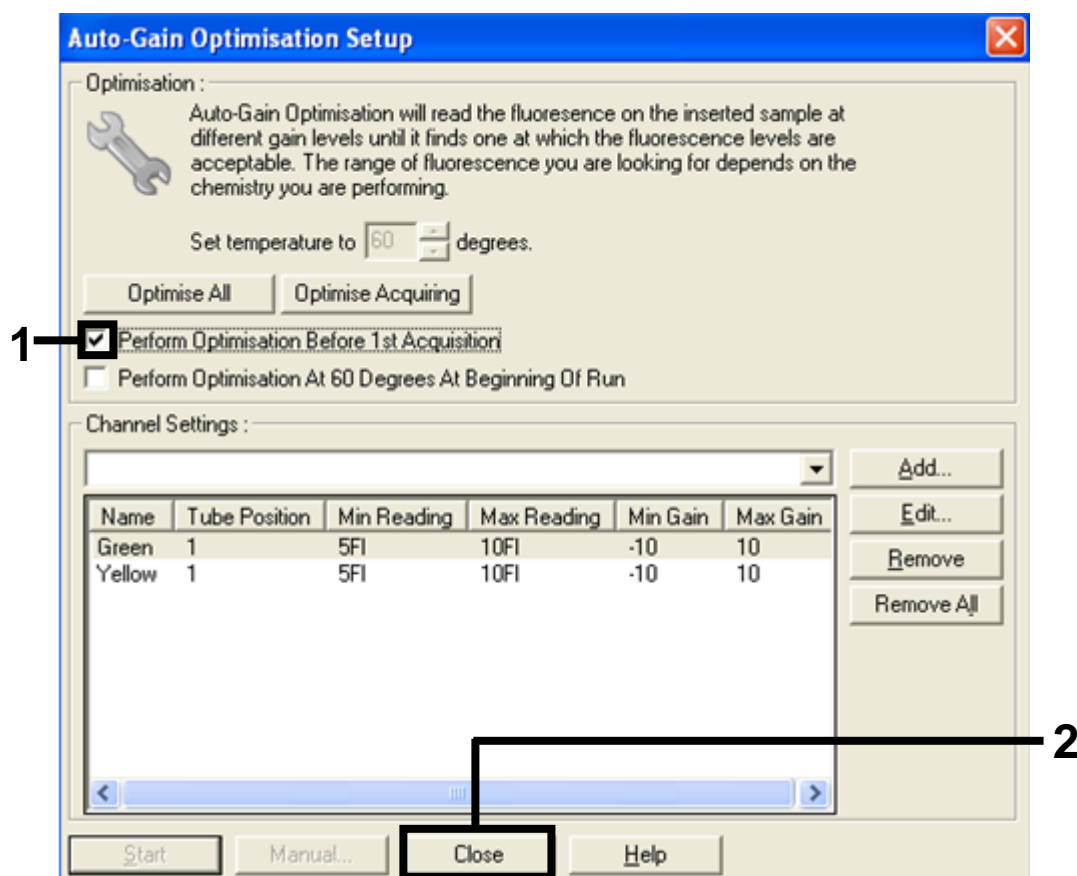 Auto-Gain Optimisation Setup
Optimisation :
Auto-Gain Optimisation will read the fluoresence on the inserted sample at
different gain levels until it finds one at which the fluorescence levels are
acceptable. The range of fluorescence you are looking for depends on the
chemistry you are performing.
Set temperature to 60 degrees.
Optimise All Optimise Acquiring
1
Perform Optimisation Before 1st Acquisition
Perform Optimisation At 60 Degrees At Beginning Of Run
Channel Settings :
Add...
Name Tube Position Min Reading Max Reading Min Gain Max Gain
Edit...
Green 1 5Fl 10Fl -10 10
Remove
Yellow 1 5Fl 10Fl -10 10
Remove All
2
Start Manual... Close Help